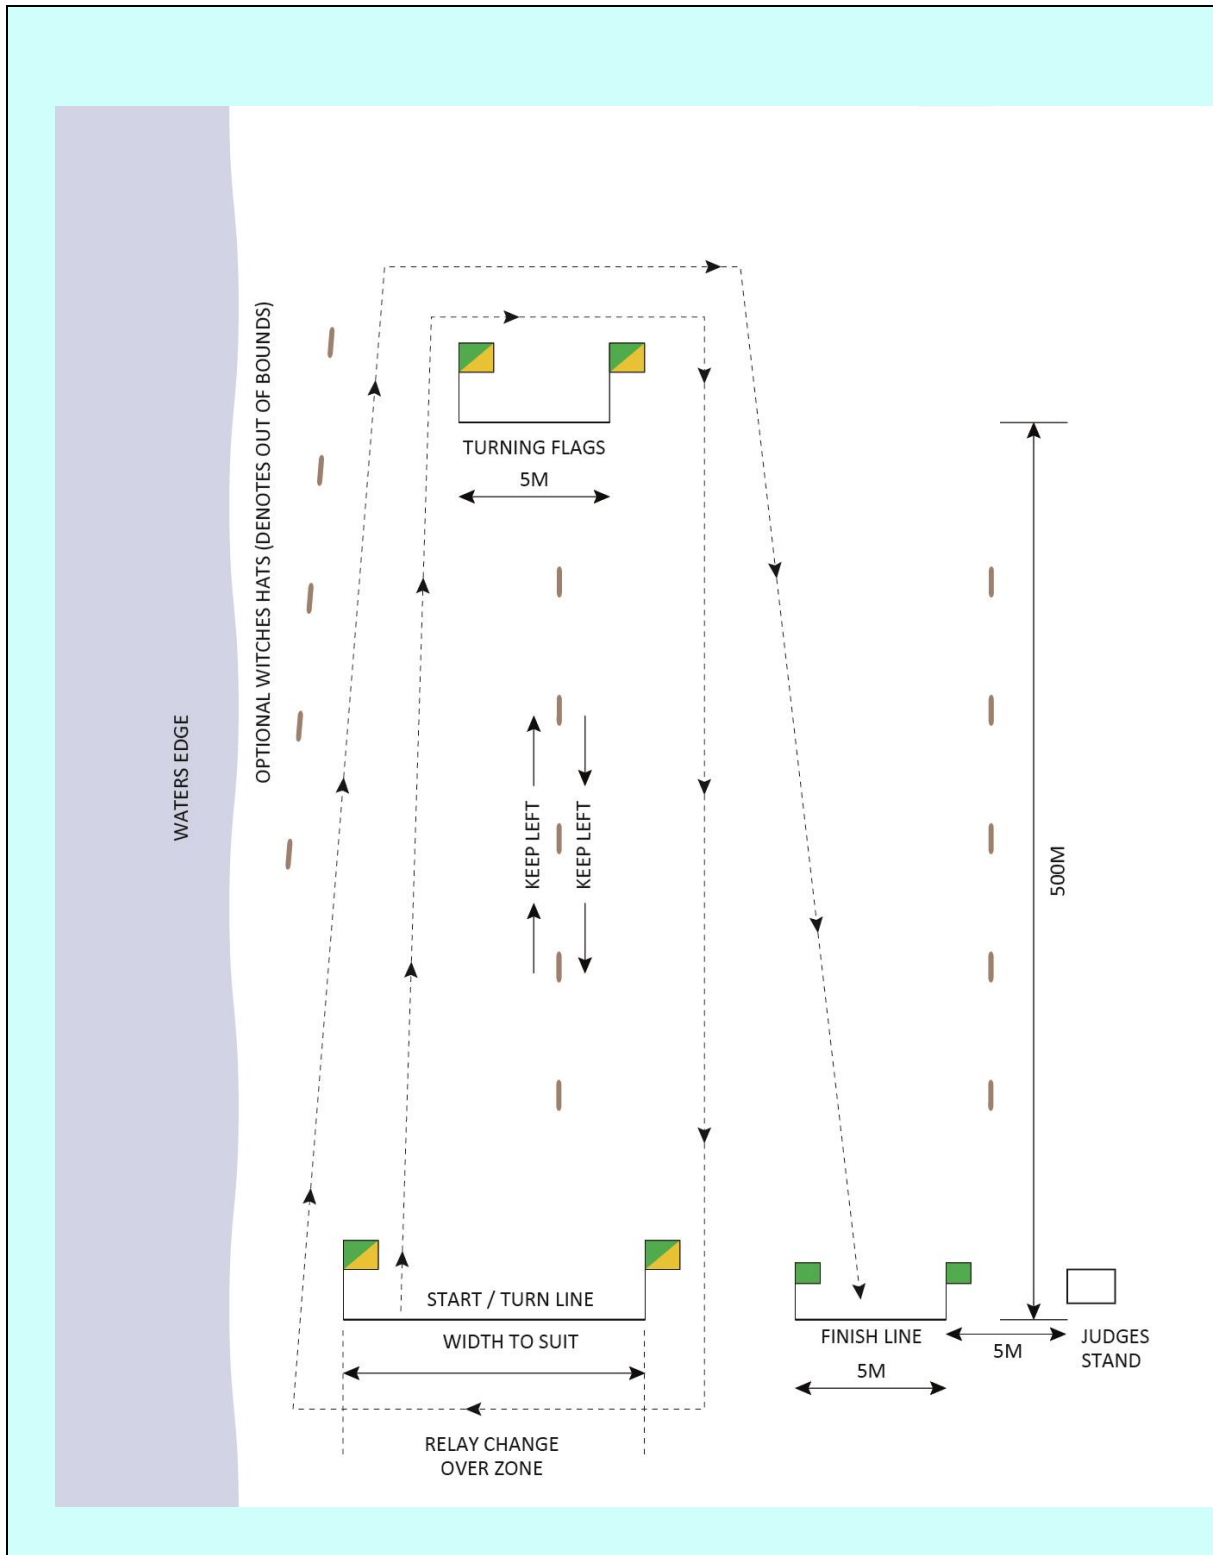 OPTIONAL WITCHES HATS (DENOTES OUT OF BOUNDS)
WATERS EDGE
TURNING FLAGS
5M
KEEP LEFT
KEEP LEFT
500M
START / TURN LINE
WIDTH TO SUIT
RELAY CHANGE
OVER ZONE
FINISH LINE
5M
5M
JUDGES
STAND